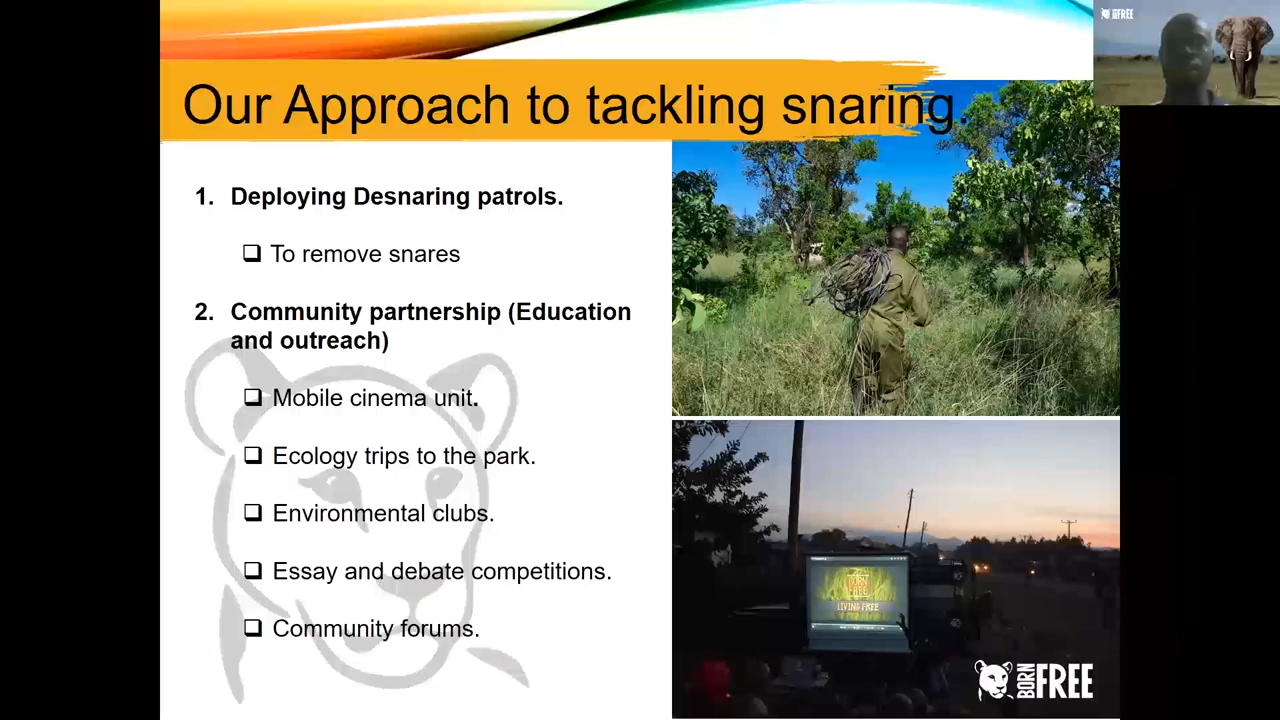 BORN FREE
Our Approach to tackling snaring.
1. Deploying Desnaring patrols.
❑ To remove snares
2. Community partnership (Education
and outreach)
❑ Mobile cinema unit.
❑ Ecology trips to the park.
❑ Environmental clubs.
❑ Essay and debate competitions.
❑ Community forums.
BORN
FREE
LIVING FREE
BORN FREE